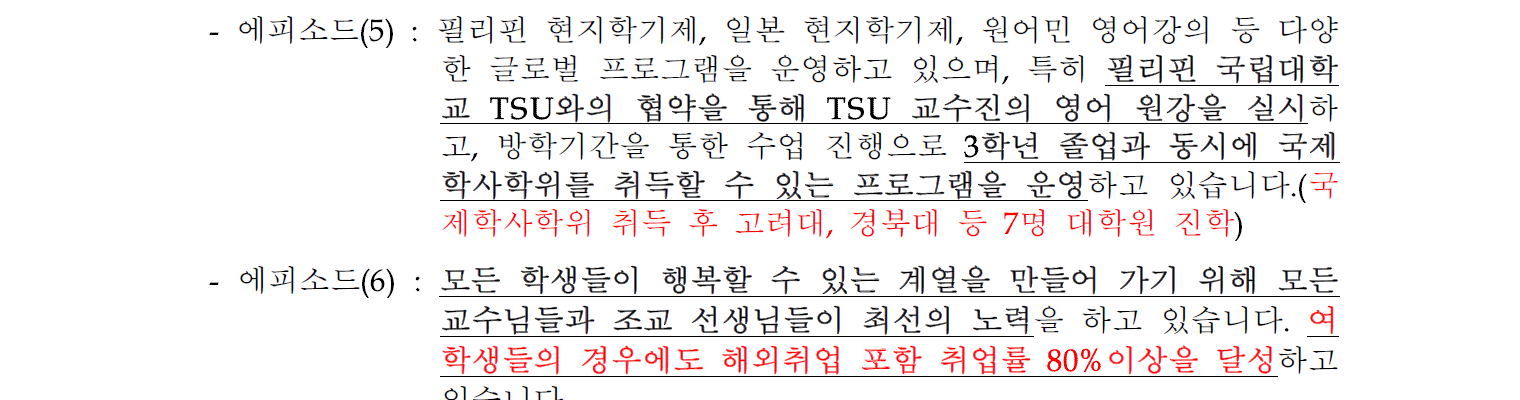 - 에피소드(5) : 필리핀 현지학기제, 일본 현지학기제, 원어민 영어강의 등 다양
한 글로벌 프로그램을 운영하고 있으며, 특히 필리핀 국립대학
교 TSU와의 협약을 통해 TSU 교수진의 영어 원강을 실시하
고, 방학기간을 통한 수업 진행으로 3학년 졸업과 동시에 국제
학사학위를 취득할 수 있는 프로그램을 운영하고 있습니다.(국
제학사학위 취득 후 고려대, 경북대 등 7명 대학원 진학)
- 에피소드(6) : 모든 학생들이 행복할 수 있는 계열을 만들어 가기 위해 모든
교수님들과 조교 선생님들이 최선의 노력을 하고 있습니다. 여
학생들의 경우에도 해외취업 포함 취업률 80%이상을 달성하고
있습니다.